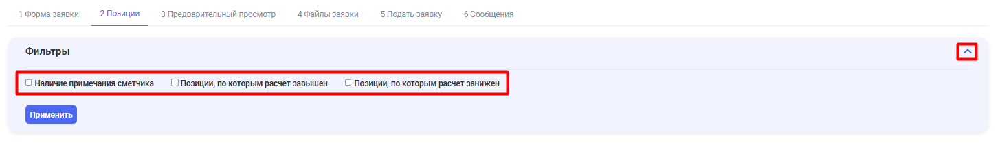 1 Форма заявки 2 Позиции 3 Предварительный просмотр 4 Файлы заявки 5 Подать заявку 6 Сообщения
Фильтры
Наличие примечания сметчика Позиции, по которым расчет завышен Позиции, по которым расчет занижен
Применить